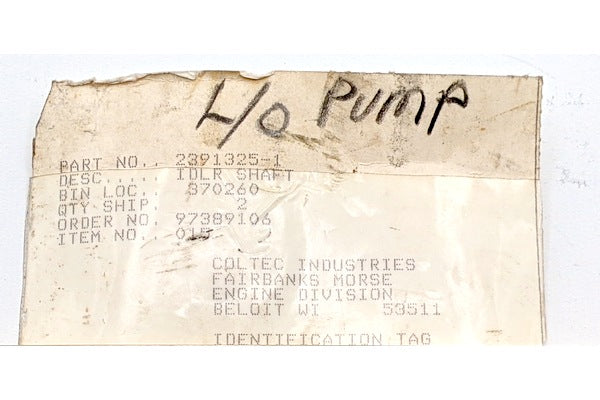 L/O PUMP
PART NO.. 2391325-1
DESC..... IDLR SHAFT
BIN LOC.. 370260
QTY SHIP. 2
ORDER NO. 97389106
ITEM NO..
COLTEC INDUSTRIES
FAIRBANKS MORSE
ENGINE DIVISION
BELOIT WI 53511
IDENTIFICATION TAG